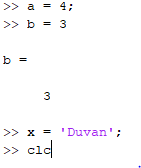 >> a = 4;
>> b = 3
b =
3
>> x = 'Duvan';
>> clc